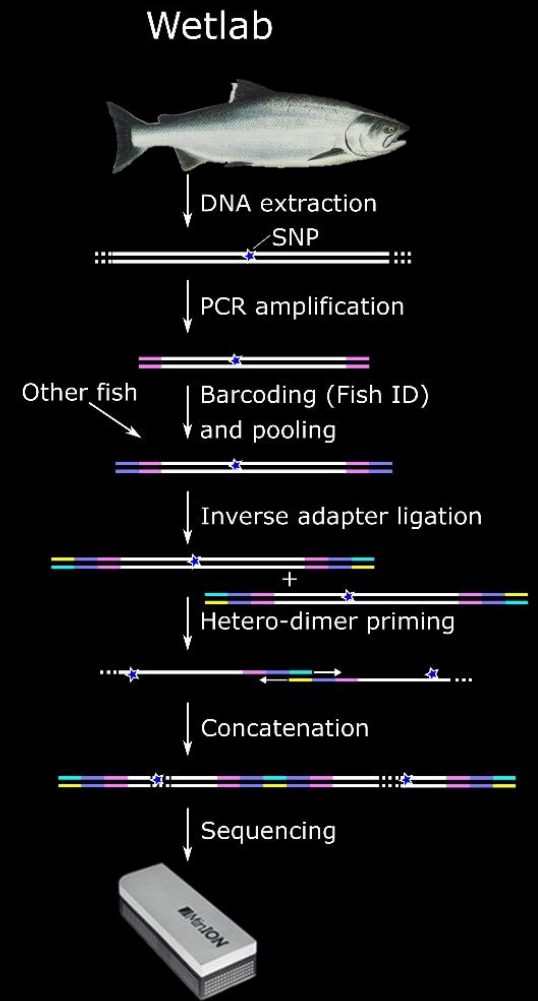 Wetlab
DNA extraction
SNP
PCR amplification
Other fish
Barcoding (Fish ID)
and pooling
Inverse adapter ligation
+
Hetero-dimer priming
Concatenation
Sequencing
MinION